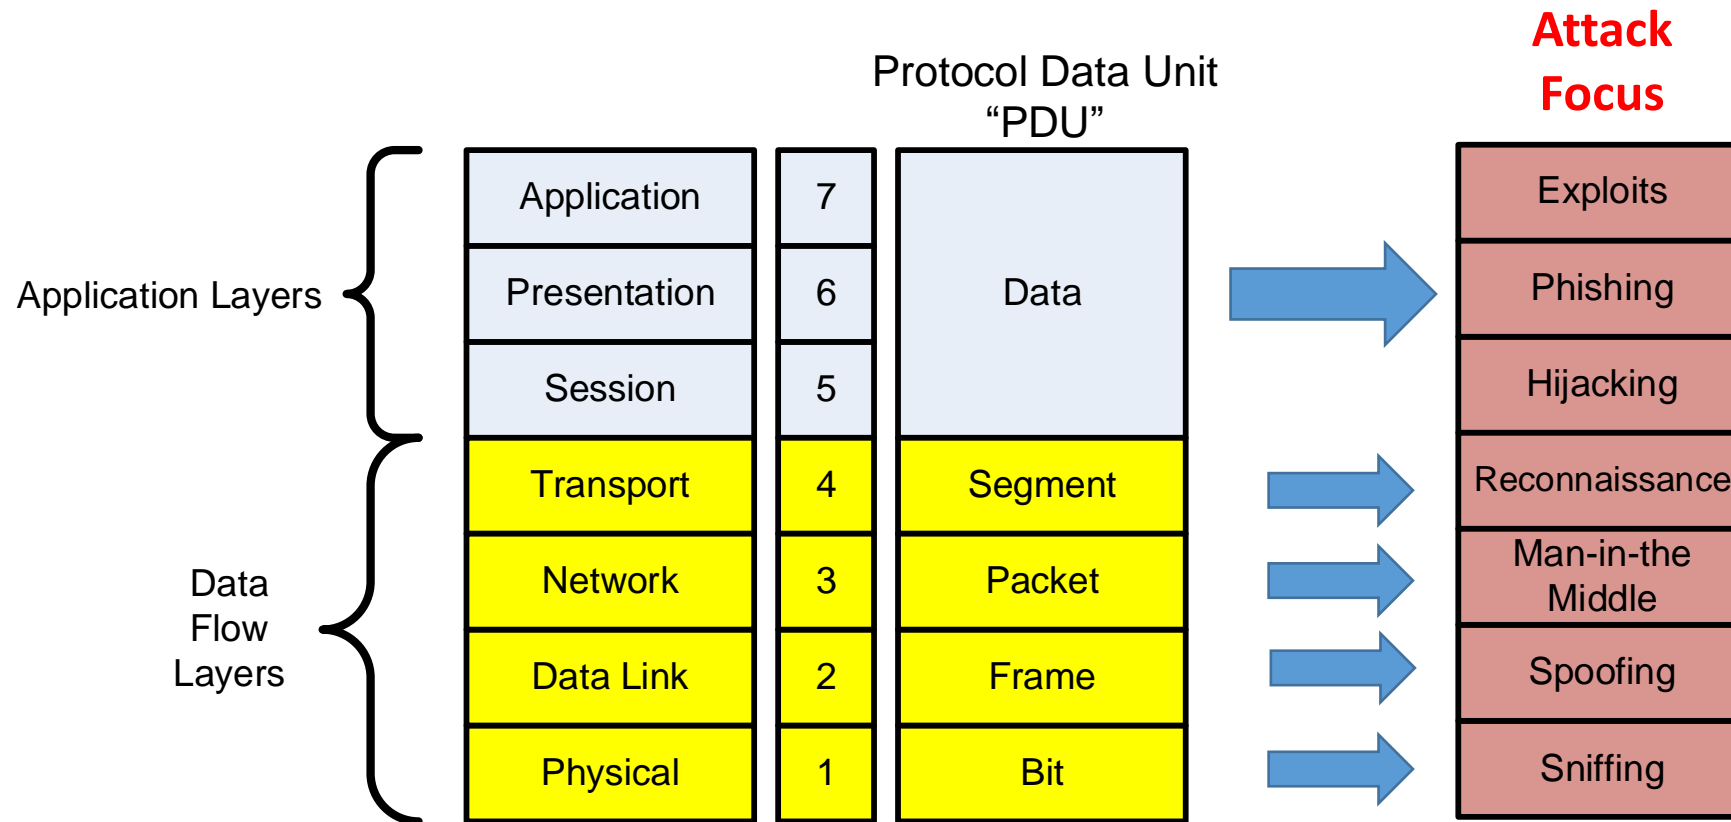 Attack
Focus
Protocol Data Unit
“PDU”
Application Layers
Application 7 Data Exploits
Presentation 6 Phishing
Session 5 Hijacking
Data
Flow
Layers
Transport 4 Segment Reconnaissance
Network 3 Packet Man-in-the
Middle
Data Link 2 Frame Spoofing
Physical 1 Bit Sniffing